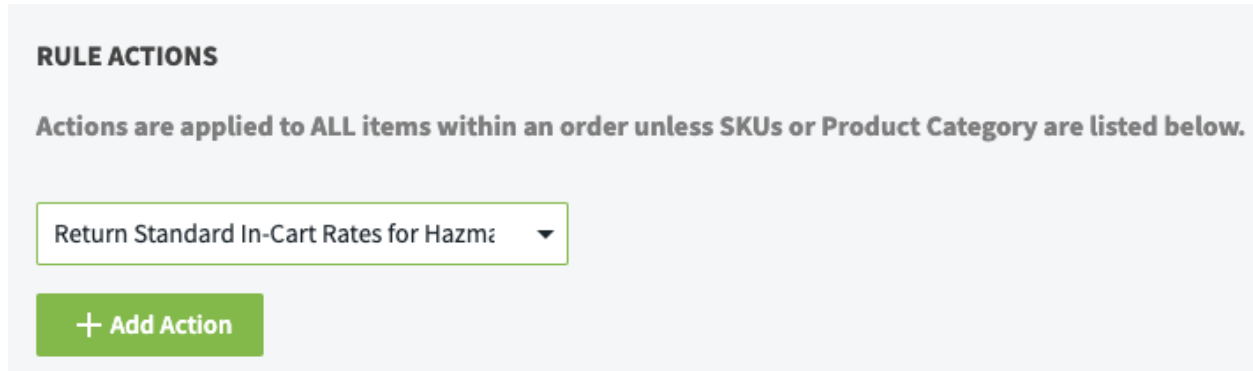 RULE ACTIONS
Actions are applied to ALL items within an order unless SKUs or Product Category are listed below.
Return Standard In-Cart Rates for Hazma
+ Add Action